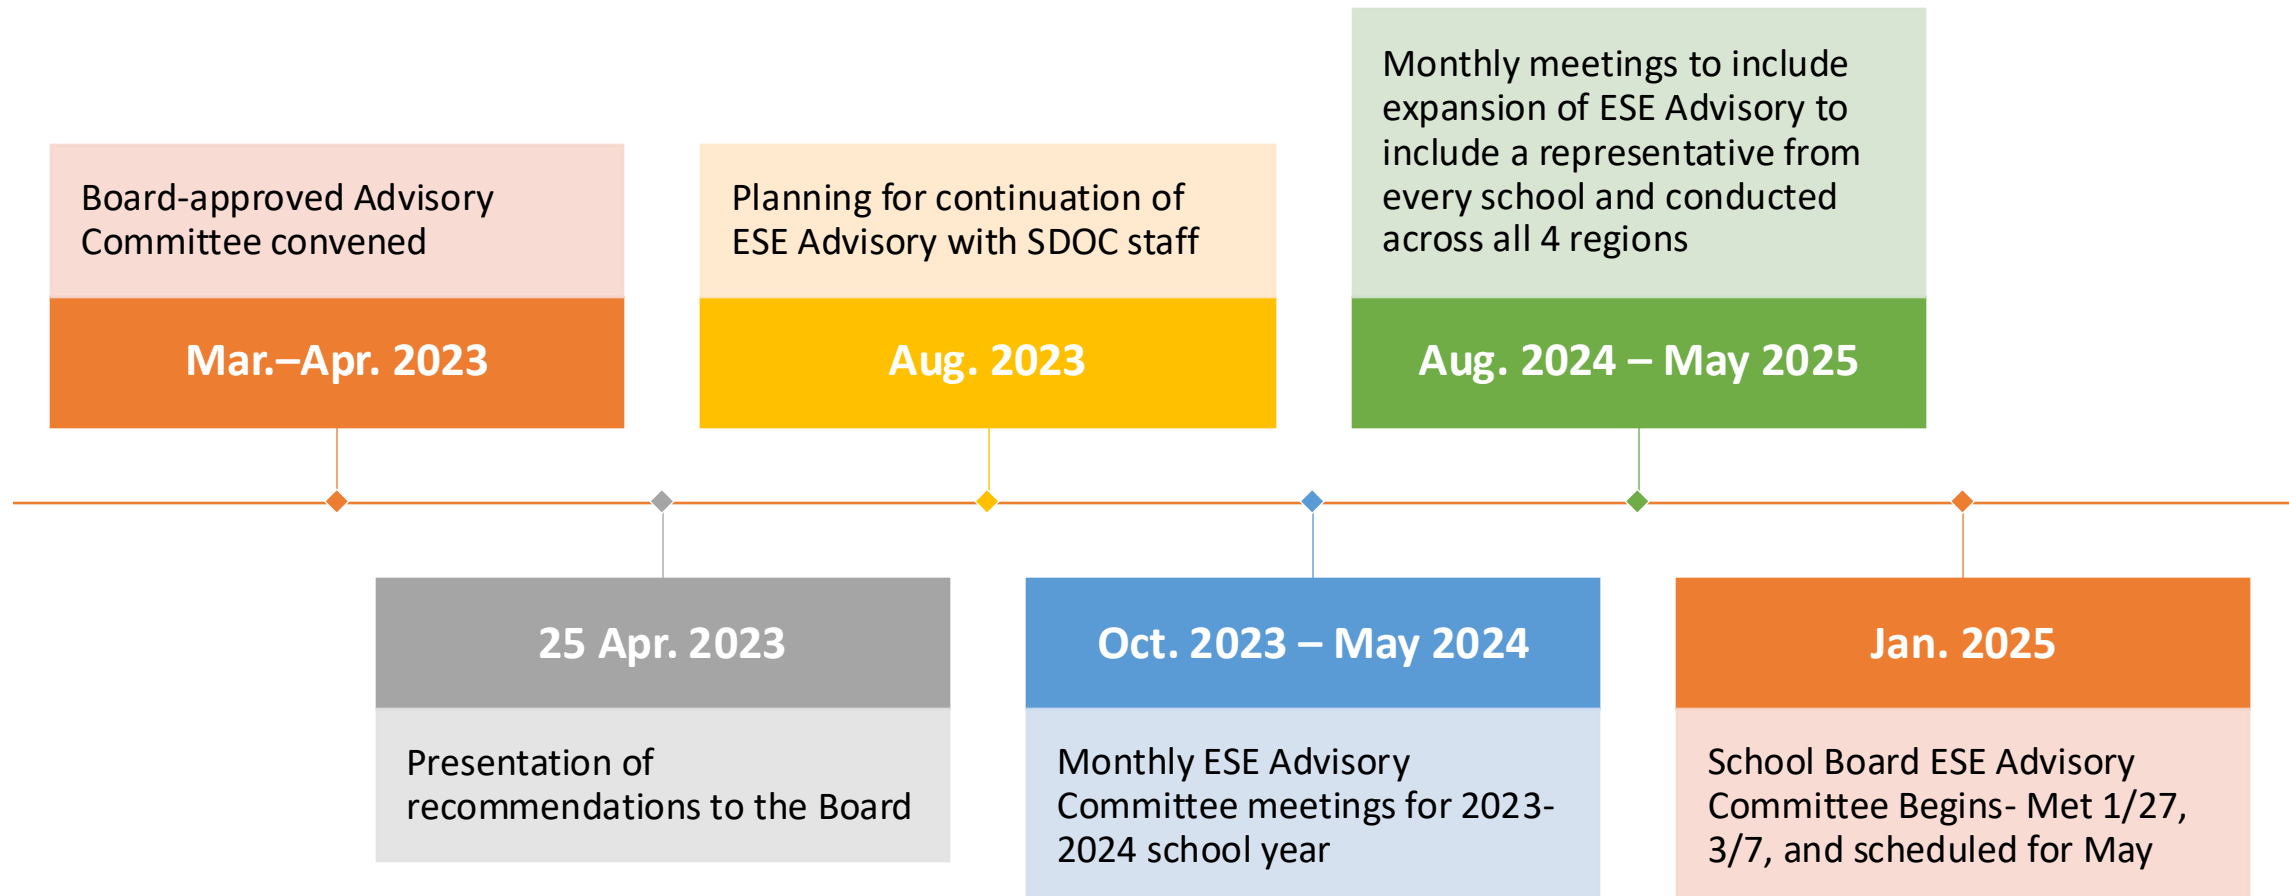 Board-approved Advisory
Committee convened
Mar.–Apr. 2023
25 Apr. 2023
Presentation of
recommendations to the Board
Planning for continuation of
ESE Advisory with SDOC staff
Aug. 2023
Oct. 2023 – May 2024
Monthly ESE Advisory
Committee meetings for 2023-
2024 school year
Monthly meetings to include
expansion of ESE Advisory to
include a representative from
every school and conducted
across all 4 regions
Aug. 2024 – May 2025
Jan. 2025
School Board ESE Advisory
Committee Begins- Met 1/27,
3/7, and scheduled for May